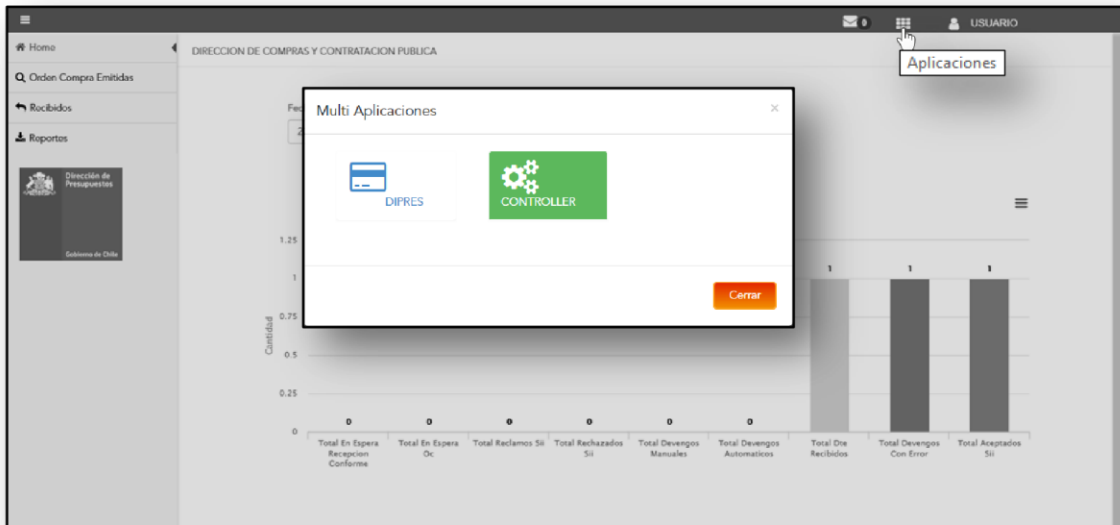 0
USUARIO
Home
DIRECCION DE COMPRAS Y CONTRATACION PUBLICA
Aplicaciones
Orden Compra Emitidas
Recibidos
Reportes
Dirección de
Presupuestos
Gobierno de Chile
Fec
2
Multi Aplicaciones
×
DIPRES
CONTROLLER
Cerrar
Cantidad
1.25
1
0.75
0.5
0.25
0
0
0
0
0
0
0
1
1
1
Total En Espera
Recepcion
Conforme
Total En Espera
Oc
Total Reclamos Sii
Total Rechazados
Sii
Total Devengos
Manuales
Total Devengos
Automaticos
Total Dte
Recibidos
Total Devengos
Con Error
Total Aceptados
Sii